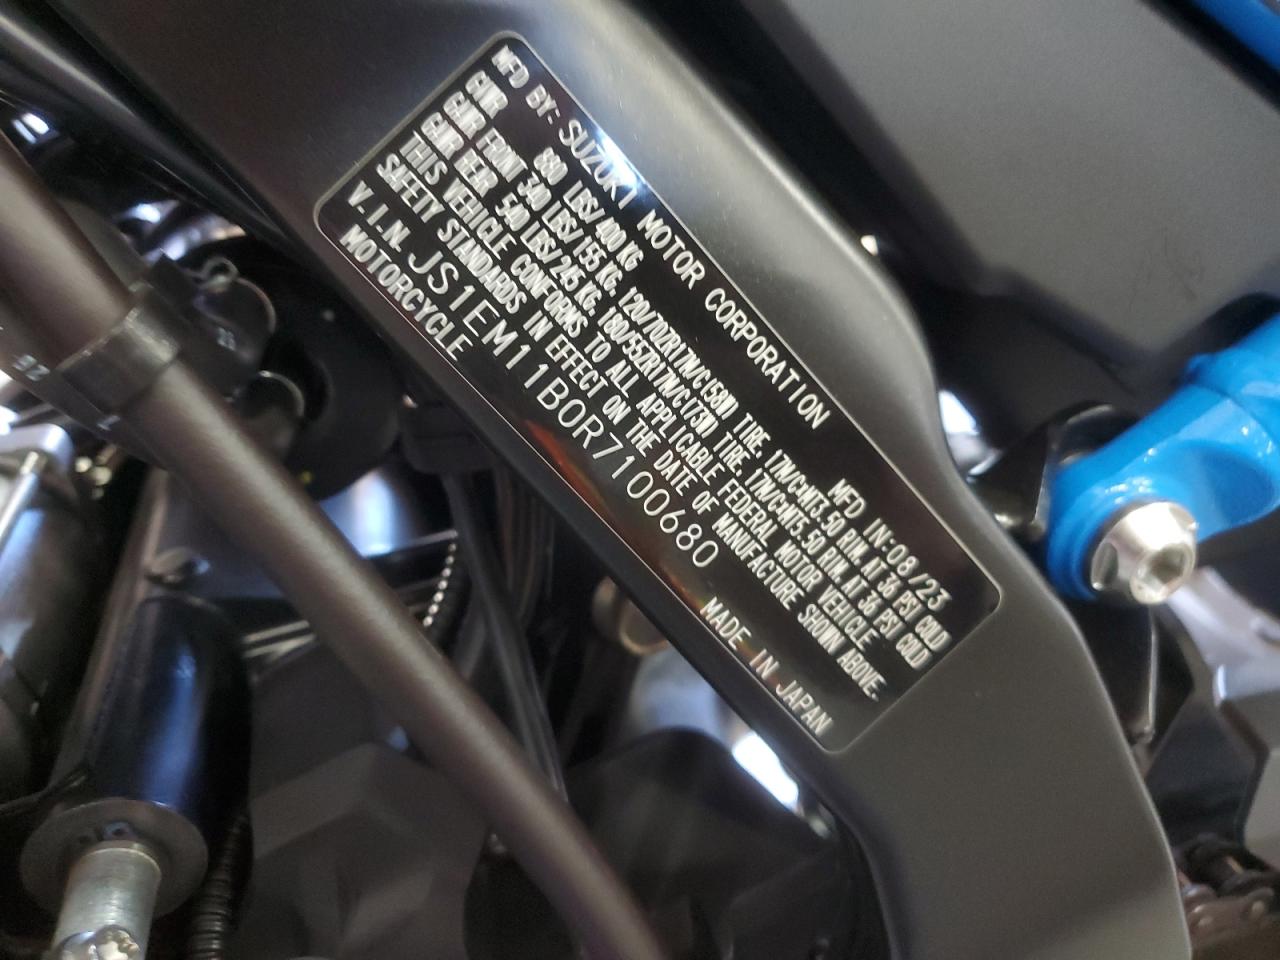 MFD BY: SUZUKI MOTOR CORPORATION MFD IN:08/23
GVWR 880 LBS/400 KG
GAWR FRONT 340 LBS/155 KG, 120/70ZR17M/C(58W) TIRE, 17M/C×MT3.50 RIM, AT 36 PSI COLD
GAWR REAR 540 LBS/245 KG, 180/55ZR17M/C(73W) TIRE, 17M/C×MT5.50 RIM, AT 36 PSI COLD
THIS VEHICLE CONFORMS TO ALL APPLICABLE FEDERAL MOTOR VEHICLE
SAFETY STANDARDS IN EFFECT ON THE DATE OF MANUFACTURE SHOWN ABOVE.
V.I.N. JS1EM11B0R7100680
MOTORCYCLE MADE IN JAPAN